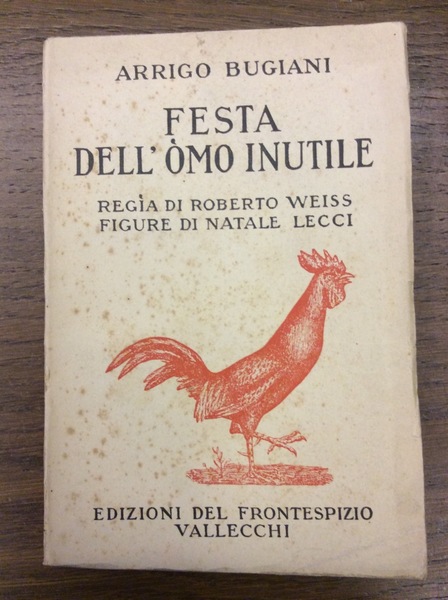 ARRIGO BUGIANI
FESTA
DELL'ÒMO INUTILE
REGÌA DI ROBERTO WEISS
FIGURE DI NATALE LECCI
EDIZIONI DEL FRONTESPIZIO
VALLECCHI